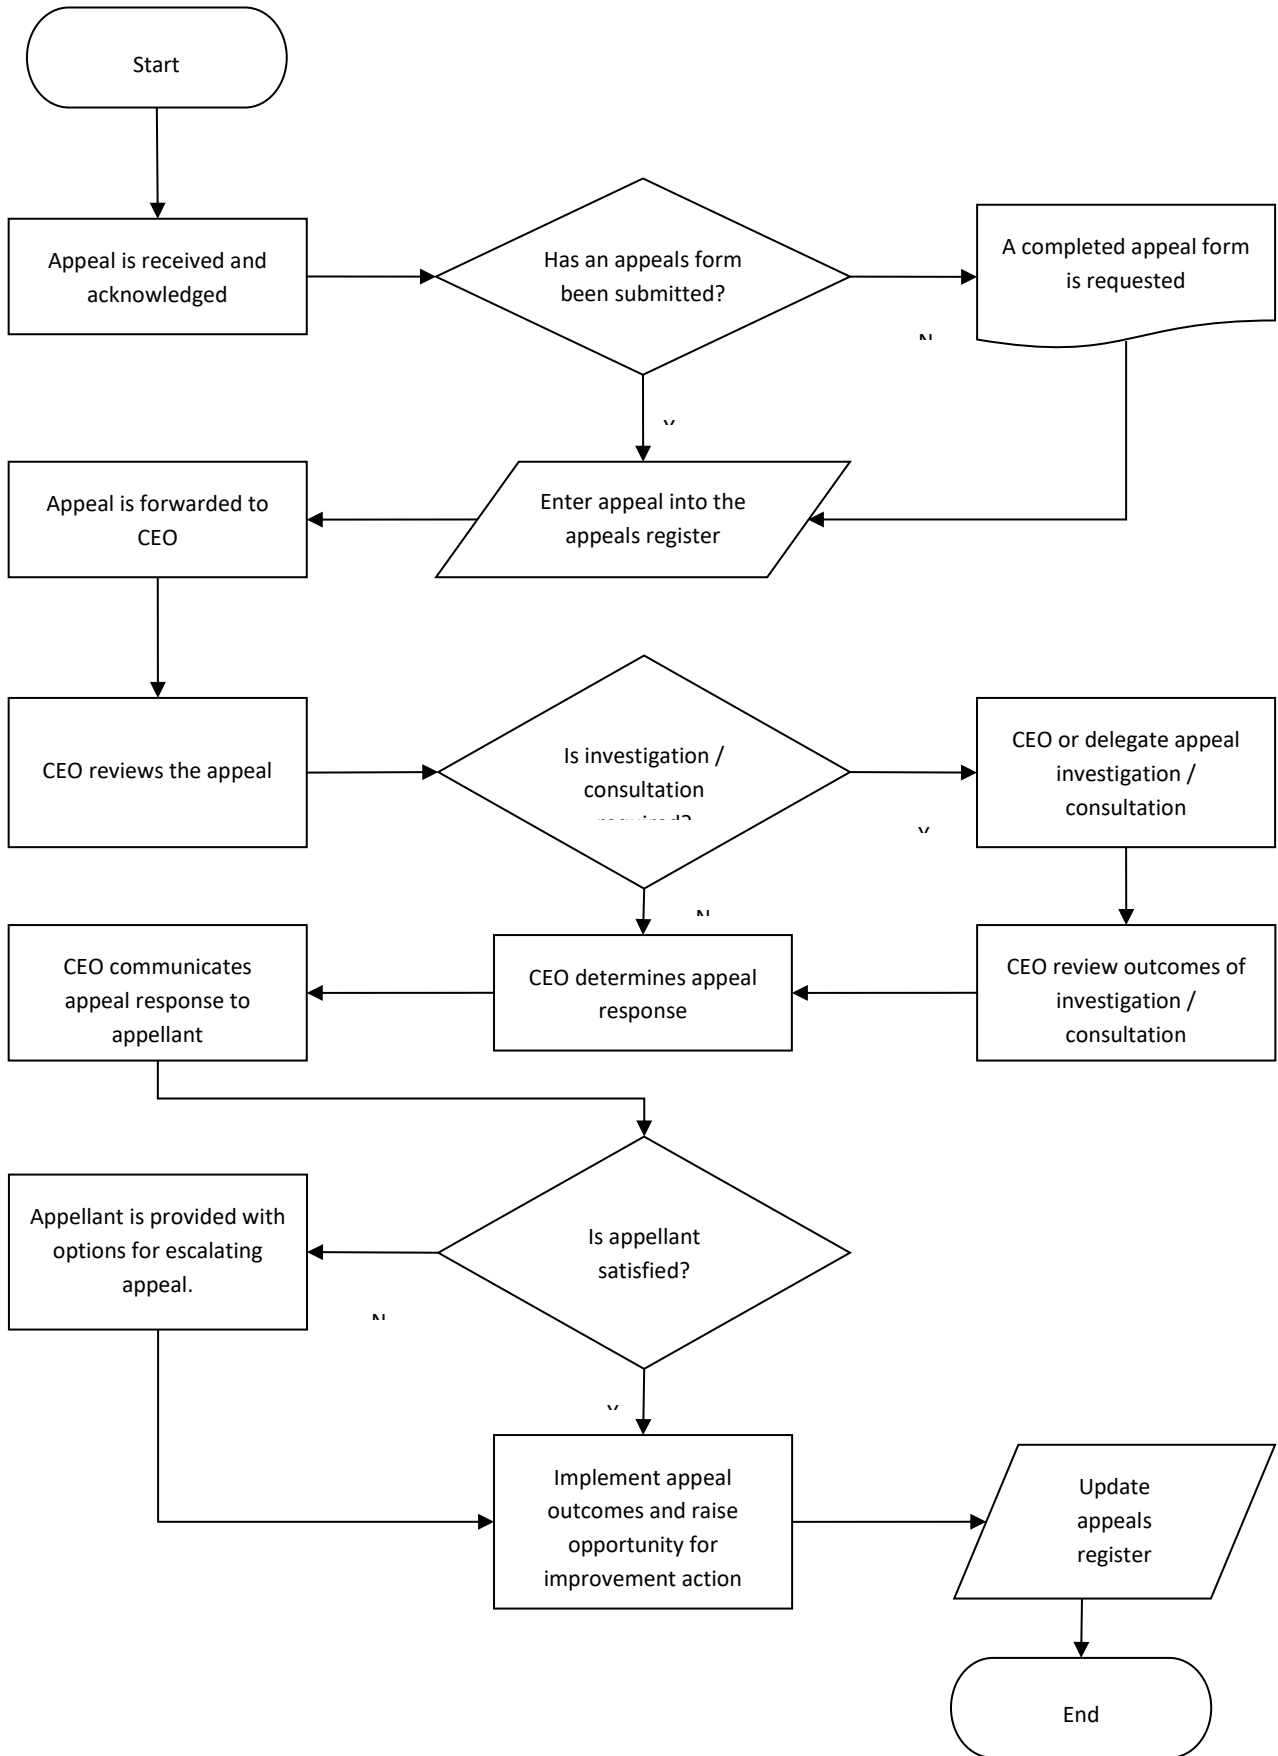 Start
Appeal is received and
acknowledged
Has an appeals form
been submitted?
A completed appeal form
is requested
N
Y
Appeal is forwarded to
CEO
Enter appeal into the
appeals register
CEO reviews the appeal
Is investigation /
consultation
required?
CEO or delegate appeal
investigation /
consultation
Y
N
CEO communicates
appeal response to
appellant
CEO determines appeal
response
CEO review outcomes of
investigation /
consultation
Appellant is provided with
options for escalating
appeal.
Is appellant
satisfied?
N
Y
Implement appeal
outcomes and raise
opportunity for
improvement action
Update
appeals
register
End